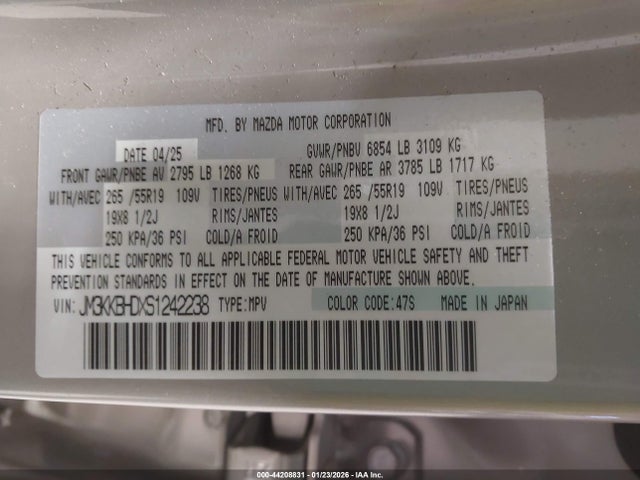 MFD. BY MAZDA MOTOR CORPORATION
DATE 04/25 GVWR/PNBV 6854 LB 3109 KG
FRONT GAWR/PNBE AV 2795 LB 1268 KG REAR GAWR/PNBE AR 3785 LB 1717 KG
WITH/AVEC 265 /55R19 109V TIRES/PNEUS WITH/AVEC 265 /55R19 109V TIRES/PNEUS
19X8 1/2J RIMS/JANTES 19X8 1/2J RIMS/JANTES
250 KPA/36 PSI COLD/A FROID 250 KPA/36 PSI COLD/A FROID
THIS VEHICLE CONFORMS TO ALL APPLICABLE FEDERAL MOTOR VEHICLE SAFETY AND THEFT
PREVENTION STANDARDS IN EFFECT ON THE DATE OF MANUFACTURE SHOWN ABOVE.
VIN: JM3KKBHDXS1242238 TYPE:MPV COLOR CODE:47S MADE IN JAPAN
000-44208831 - 01/23/2026 - IAA Inc.